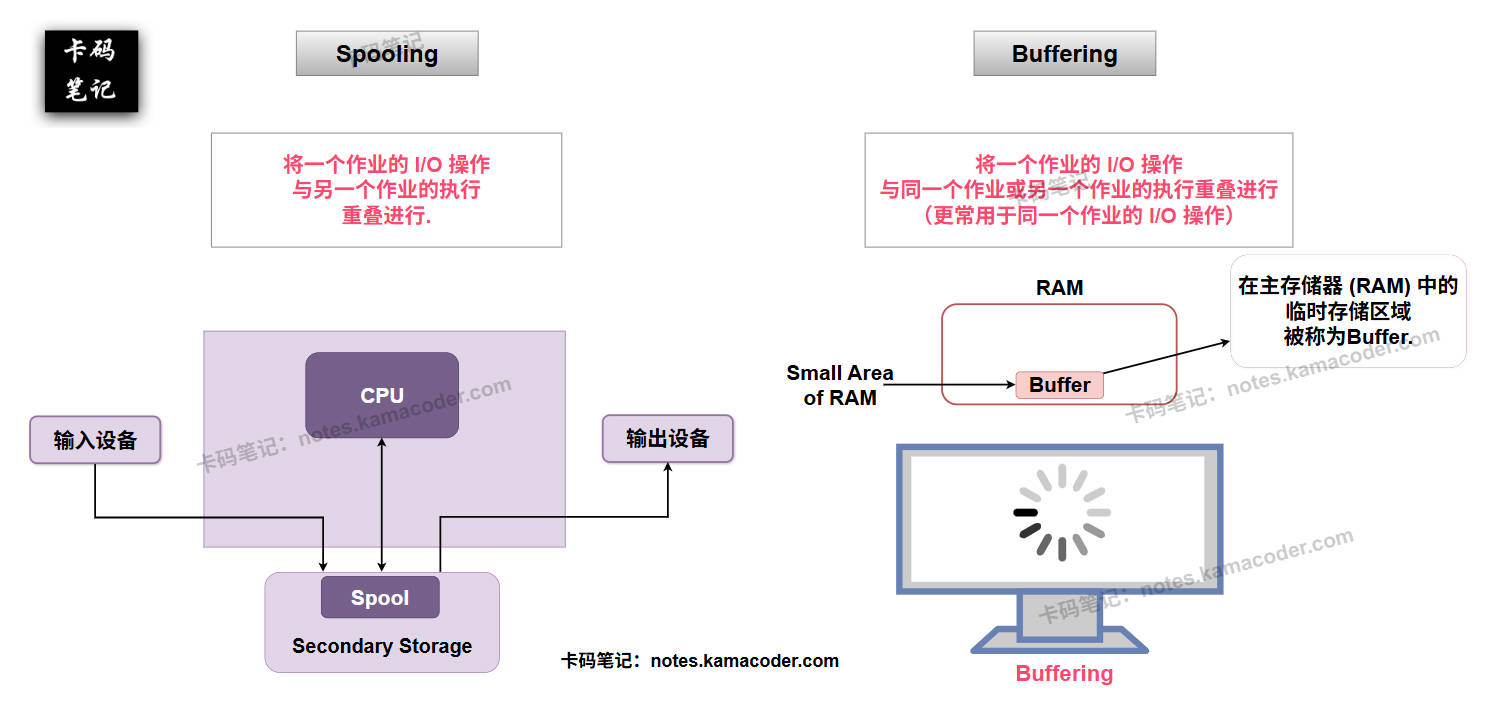 卡码
笔记
Spooling
卡码笔记
将一个作业的 I/O 操作
与另一个作业的执行
重叠进行.
CPU
输入设备
输出设备
卡码笔记：notes.kamacoder.com
Spool
Secondary Storage
卡码笔记：notes.kamacoder.com
Buffering
将一个作业的 I/O 操作
与同一个作业或另一个作业的执行重叠进行
（更常用于同一个作业的 I/O 操作）
卡码笔记
RAM
在主存储器 (RAM) 中的
临时存储区域
被称为Buffer.
Small Area
of RAM
Buffer
卡码笔记：notes.kamacoder.com
卡码笔记：notes.kamacoder.com
Buffering